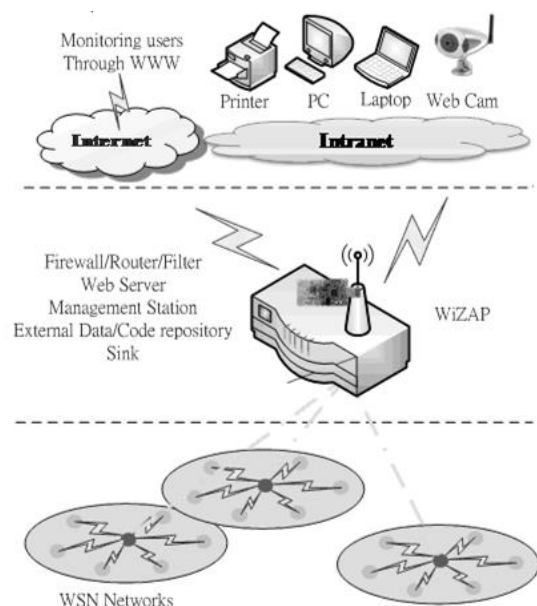 Monitoring users
Through WWW
Printer
PC
Laptop
Web Cam
Internet
Intranet
Firewall/Router/Filter
Web Server
Management Station
External Data/Code repository
Sink
WiZAP
WSN Networks